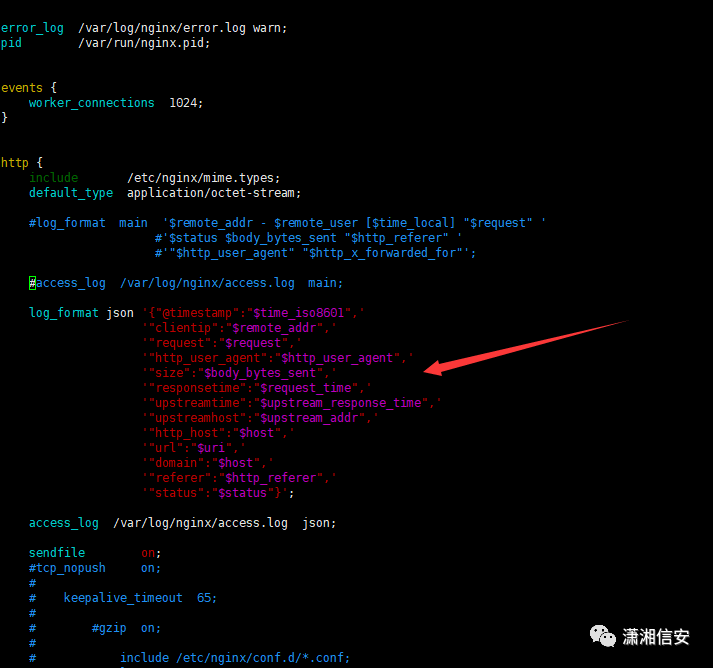 error_log  /var/log/nginx/error.log warn;
pid        /var/run/nginx.pid;
events {
    worker_connections  1024;
}
http {
    include       /etc/nginx/mime.types;
    default_type  application/octet-stream;
    #log_format  main  '$remote_addr - $remote_user [$time_local] "$request" '
                      #'$status $body_bytes_sent "$http_referer" '
                      #'"$http_user_agent" "$http_x_forwarded_for"';
    #access_log  /var/log/nginx/access.log  main;
    log_format json '{"@timestamp":"$time_iso8601",'
                    '"clientip":"$remote_addr",'
                    '"request":"$request",'
                    '"http_user_agent":"$http_user_agent",'
                    '"size":"$body_bytes_sent",'
                    '"responsetime":"$request_time",'
                    '"upstreamtime":"$upstream_response_time",'
                    '"upstreamhost":"$upstream_addr",'
                    '"http_host":"$host",'
                    '"url":"$uri",'
                    '"domain":"$host",'
                    '"referer":"$http_referer",'
                    '"status":"$status"}';
    access_log  /var/log/nginx/access.log  json;
    sendfile        on;
    #tcp_nopush     on;
    #
    #    keepalive_timeout  65;
    #
    #        #gzip  on;
    #
    #            include /etc/nginx/conf.d/*.conf;
潇湘信安